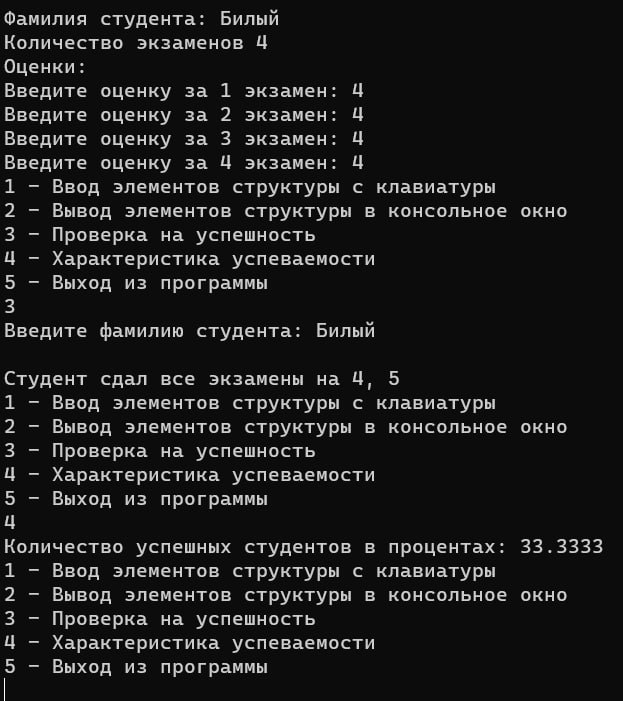 Фамилия студента: Билый
Количество экзаменов 4
Оценки:
Введите оценку за 1 экзамен: 4
Введите оценку за 2 экзамен: 4
Введите оценку за 3 экзамен: 4
Введите оценку за 4 экзамен: 4
1 - Ввод элементов структуры с клавиатуры
2 - Вывод элементов структуры в консольное окно
3 - Проверка на успешность
4 - Характеристика успеваемости
5 - Выход из программы
3
Введите фамилию студента: Билый
Студент сдал все экзамены на 4, 5
1 - Ввод элементов структуры с клавиатуры
2 - Вывод элементов структуры в консольное окно
3 - Проверка на успешность
4 - Характеристика успеваемости
5 - Выход из программы
4
Количество успешных студентов в процентах: 33.3333
1 - Ввод элементов структуры с клавиатуры
2 - Вывод элементов структуры в консольное окно
3 - Проверка на успешность
4 - Характеристика успеваемости
5 - Выход из программы